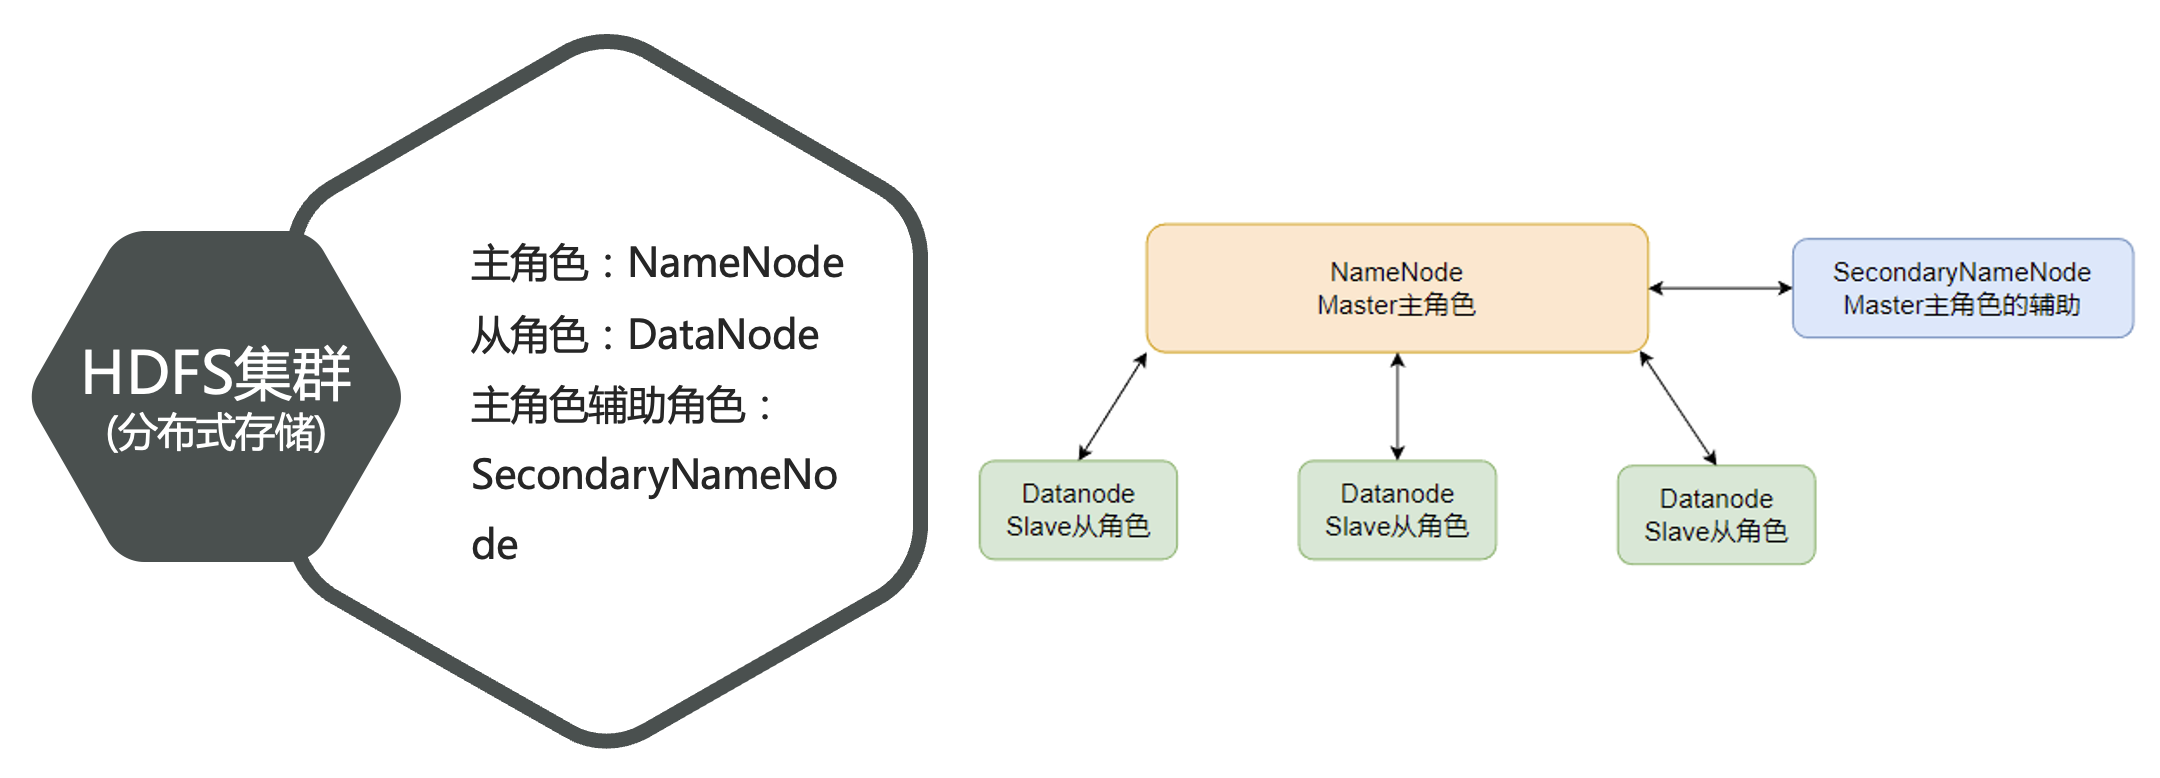 HDFS集群
(分布式存储)
主角色：NameNode
从角色：DataNode
主角色辅助角色：
SecondaryNameNo
de
NameNode
Master主角色
SecondaryNameNode
Master主角色的辅助
Datanode
Slave从角色
Datanode
Slave从角色
Datanode
Slave从角色